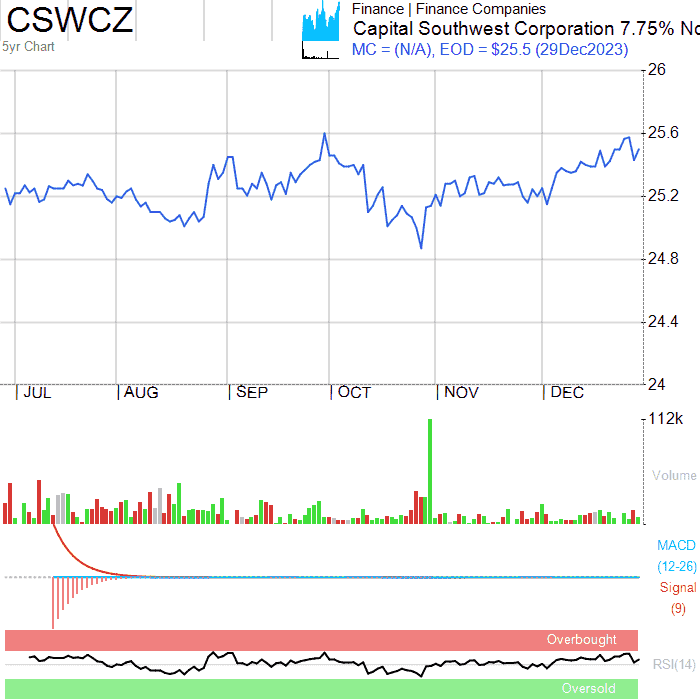 CSWCZ
5yr Chart
Finance | Finance Companies
Capital Southwest Corporation 7.75% No
MC = (N/A), EOD = $25.5 (29Dec2023)
26
25.6
25.2
24.8
24.4
24
JUL AUG SEP OCT NOV DEC
112k
Volume
MACD
(12-26)
Signal
(9)
Overbought
RSI(14)
Oversold